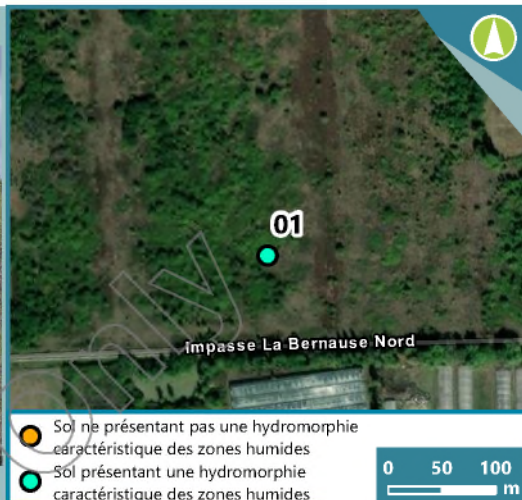 01
Impasse La Bernause Nord
Sol ne présentant pas une hydromorphie
caractéristique des zones humides
Sol présentant une hydromorphie
caractéristique des zones humides
0 50 100
m
only